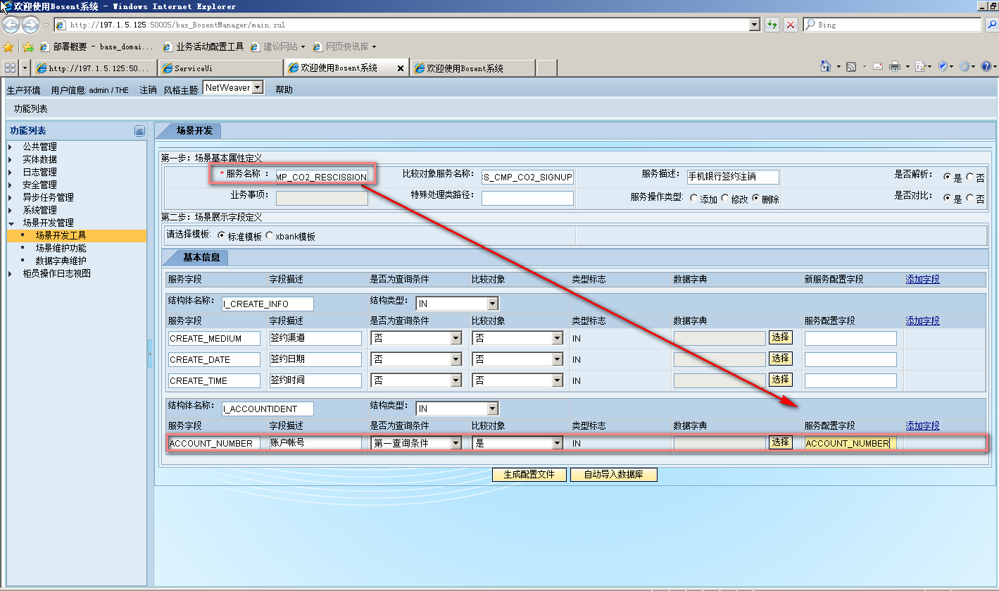 欢迎使用Bosent系统 - Windows Internet Explorer
http://197.1.5.125:50005/bas_BosentManager/main.zul
Bing
部署概要 - base_domai... 业务活动配置工具 建议网站 网页快讯库
http://197.1.5.125:50... ServiceUi 欢迎使用Bosent系统 欢迎使用Bosent系统
生产环境 用户信息: admin / THE 注销 风格主题: NetWeaver 帮助
功能列表
功能列表
公共管理
实体数据
日志管理
安全管理
异步任务管理
系统管理
场景开发管理
场景开发工具
场景维护功能
数据字典维护
柜员操作日志视图
场景开发
第一步：场景基本属性定义
* 服务名称 ： MP_CO2_RESCISSION 比较对象服务名称: S_CMP_CO2_SIGNUP 服务描述: 手机银行签约注销 是否解析: 是 否
业务事项: 特殊处理类路径: 服务操作类型: 添加 修改 删除 是否对比: 是 否
第二步：场景展示字段定义
请选择模板: 标准模板 xbank模板
基本信息
服务字段 字段描述 是否为查询条件 比较对象 类型标志 数据字典 新服务配置字段 添加字段
结构体名称: I_CREATE_INFO 结构类型: IN
服务字段 字段描述 是否为查询条件 比较对象 类型标志 数据字典 服务配置字段 添加字段
CREATE_MEDIUM 签约渠道 否 否 IN 选择
CREATE_DATE 签约日期 否 否 IN 选择
CREATE_TIME 签约时间 否 否 IN 选择
结构体名称: I_ACCOUNTIDENT 结构类型: IN
服务字段 字段描述 是否为查询条件 比较对象 类型标志 数据字典 服务配置字段 添加字段
ACCOUNT_NUMBER 账户帐号 第一查询条件 是 IN 选择 ACCOUNT_NUMBER
生成配置文件 自动导入数据库